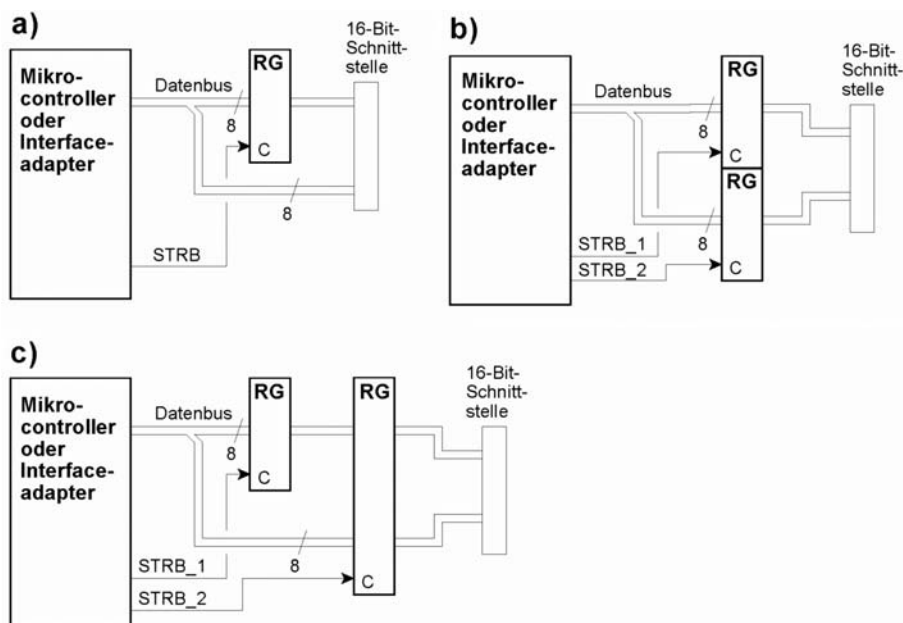 a)
Mikro-
controller
oder
Interface-
adapter
Datenbus
8
RG
C
16-Bit-
Schnitt-
stelle
8
STRB
b)
Mikro-
controller
oder
Interface-
adapter
Datenbus
8
RG
C
RG
C
16-Bit-
Schnitt-
stelle
8
STRB_1
STRB_2
c)
Mikro-
controller
oder
Interface-
adapter
Datenbus
8
RG
C
RG
C
16-Bit-
Schnitt-
stelle
8
STRB_1
STRB_2